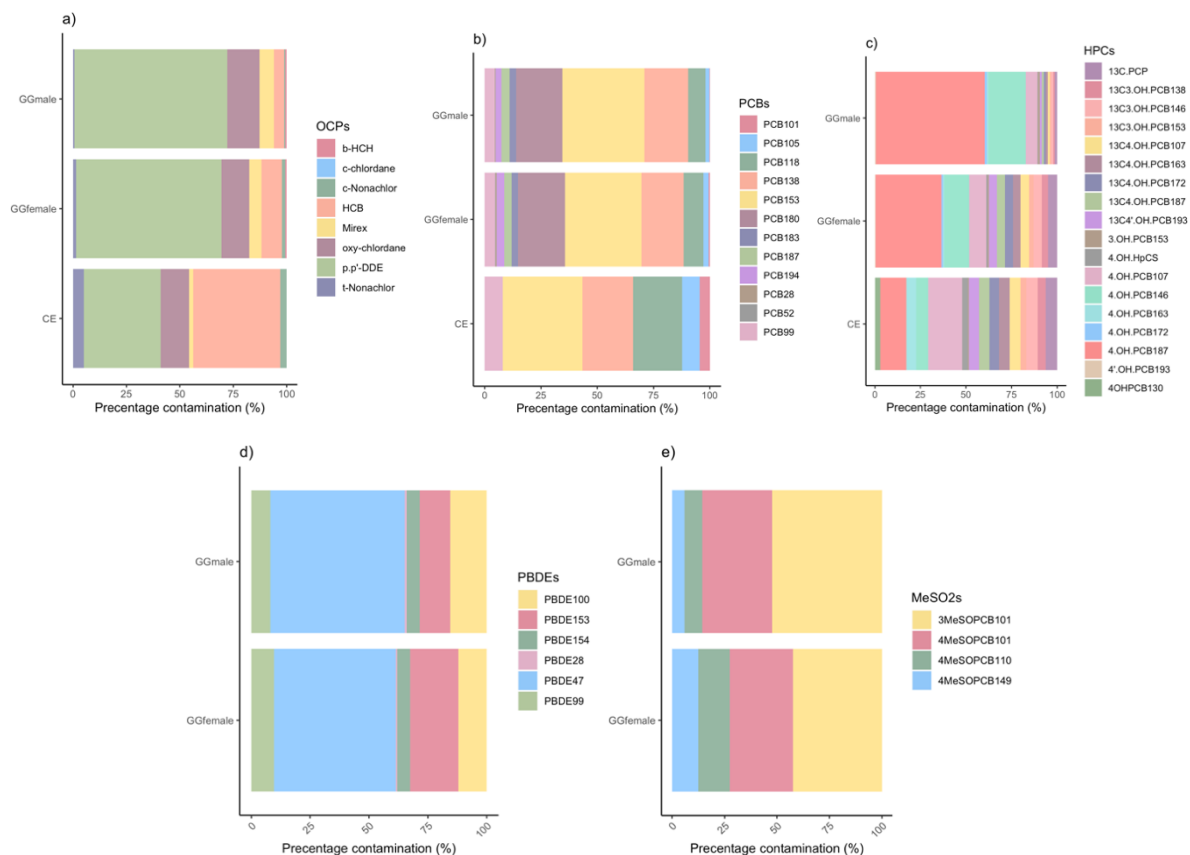 a)
GGmale
GGfemale
CE
0 25 50 75 100
Precentage contamination (%)
OCPs
b-HCH
c-chlordane
c-Nonachlor
HCB
Mirex
oxy-chlordane
p.p'-DDE
t-Nonachlor
b)
GGmale
GGfemale
CE
0 25 50 75 100
Precentage contamination (%)
PCBs
PCB101
PCB105
PCB118
PCB138
PCB153
PCB180
PCB183
PCB187
PCB194
PCB28
PCB52
PCB99
c)
GGmale
GGfemale
CE
0 25 50 75 100
Precentage contamination (%)
HPCs
13C.PCP
13C3.OH.PCB138
13C3.OH.PCB146
13C3.OH.PCB153
13C4.OH.PCB107
13C4.OH.PCB163
13C4.OH.PCB172
13C4.OH.PCB187
13C4'.OH.PCB193
3.OH.PCB153
4.OH.HpCS
4.OH.PCB107
4.OH.PCB146
4.OH.PCB163
4.OH.PCB172
4.OH.PCB187
4'.OH.PCB193
4OHPCB130
d)
GGmale
GGfemale
0 25 50 75 100
Precentage contamination (%)
PBDEs
PBDE100
PBDE153
PBDE154
PBDE28
PBDE47
PBDE99
e)
GGmale
GGfemale
0 25 50 75 100
Precentage contamination (%)
MeSO2s
3MeSOPCB101
4MeSOPCB101
4MeSOPCB110
4MeSOPCB149